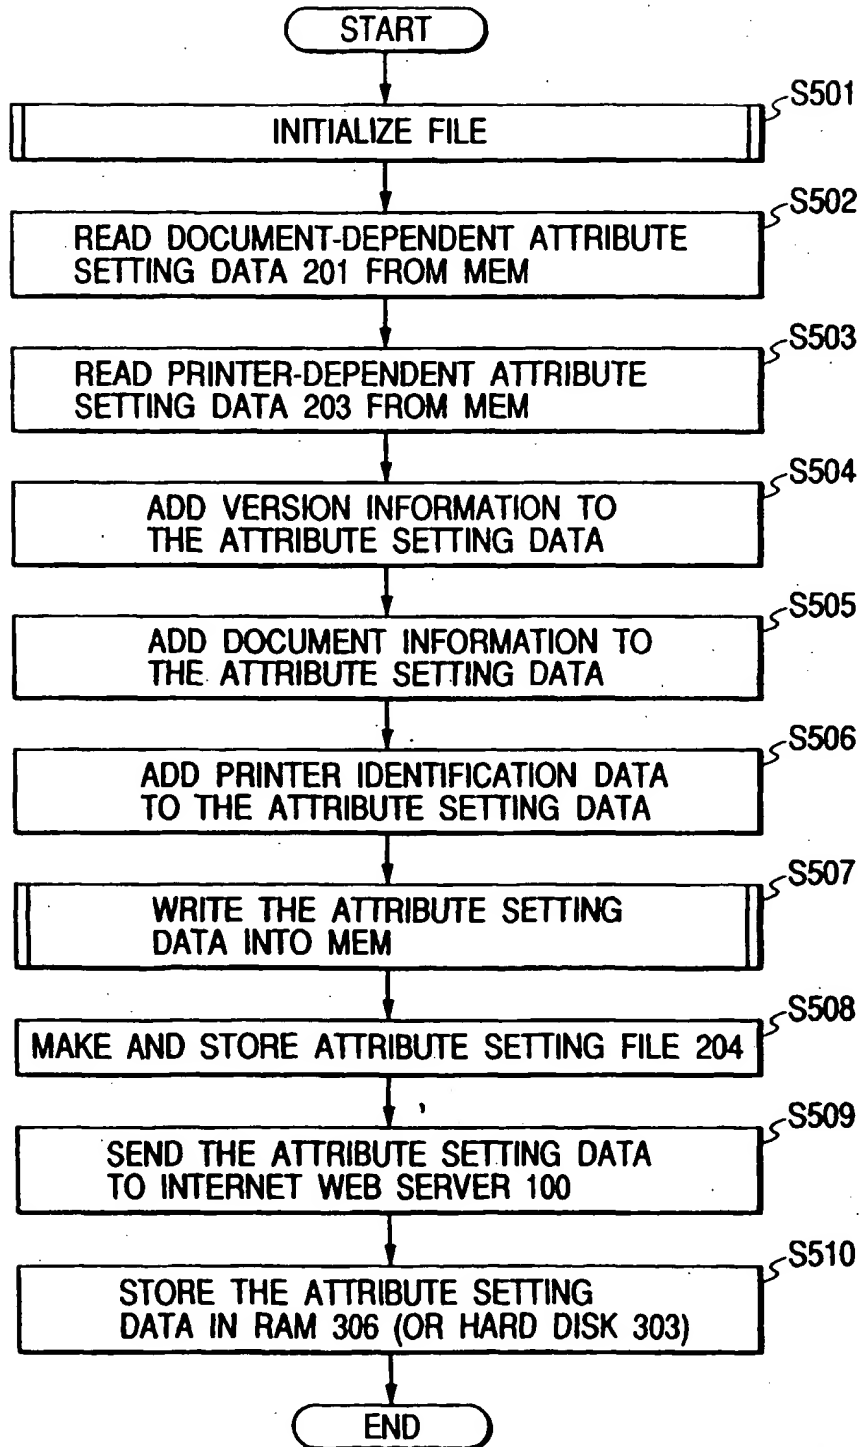 START
S501
INITIALIZE FILE
S502
READ DOCUMENT-DEPENDENT ATTRIBUTE
SETTING DATA 201 FROM MEM
S503
READ PRINTER-DEPENDENT ATTRIBUTE
SETTING DATA 203 FROM MEM
S504
ADD VERSION INFORMATION TO
THE ATTRIBUTE SETTING DATA
S505
ADD DOCUMENT INFORMATION TO
THE ATTRIBUTE SETTING DATA
S506
ADD PRINTER IDENTIFICATION DATA
TO THE ATTRIBUTE SETTING DATA
S507
WRITE THE ATTRIBUTE SETTING
DATA INTO MEM
S508
MAKE AND STORE ATTRIBUTE SETTING FILE 204
S509
SEND THE ATTRIBUTE SETTING DATA
TO INTERNET WEB SERVER 100
S510
STORE THE ATTRIBUTE SETTING
DATA IN RAM 306 (OR HARD DISK 303)
END